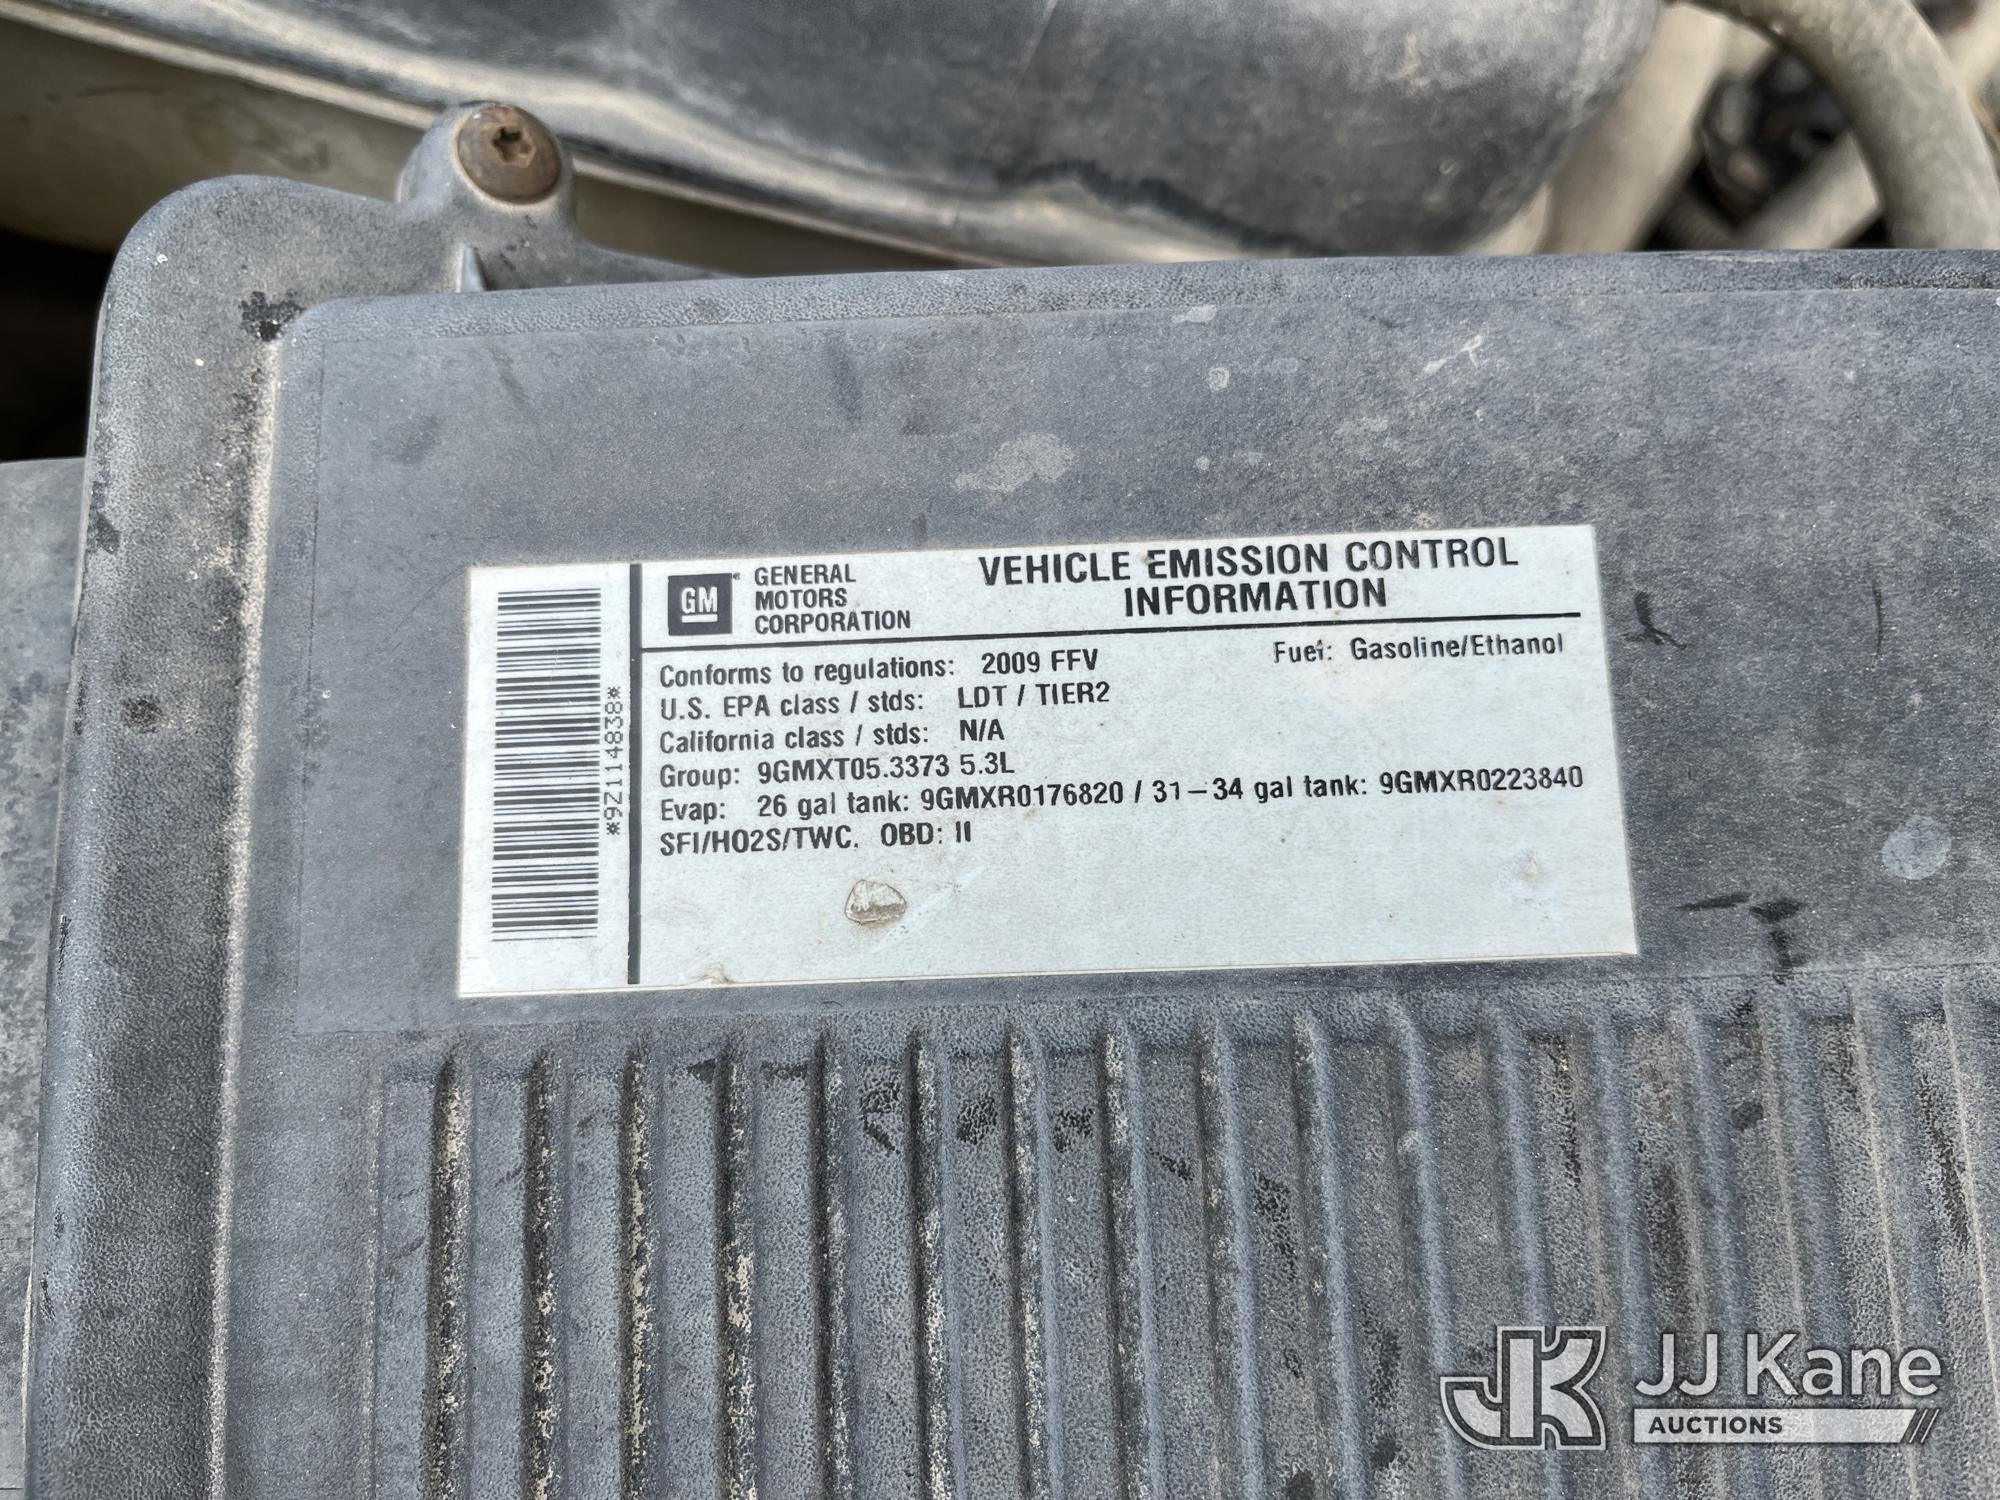 GM GENERAL
MOTORS
CORPORATION
VEHICLE EMISSION CONTROL
INFORMATION
Conforms to regulations: 2009 FFV
Fuel: Gasoline/Ethanol
U.S. EPA class / stds: LDT / TIER2
California class / stds: N/A
Group: 9GMXT05.3373 5.3L
Evap: 26 gal tank: 9GMXR0176820 / 31-34 gal tank: 9GMXR0223840
SFI/HO2S/TWC. OBD: II
*9Z1148838*
JK JJ Kane
AUCTIONS